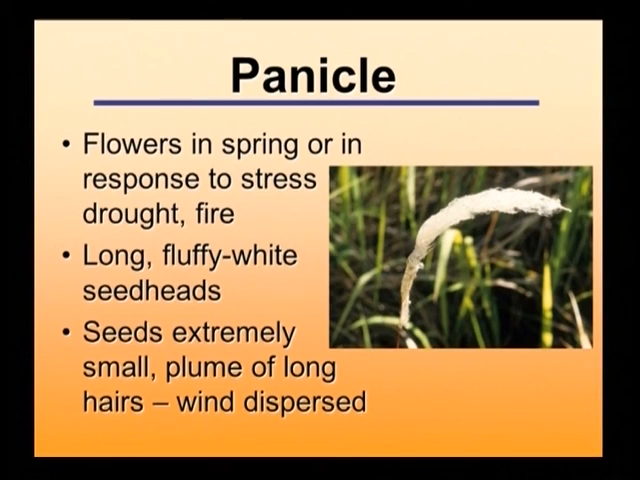 Panicle
• Flowers in spring or in
response to stress
drought, fire
• Long, fluffy-white
seedheads
• Seeds extremely
small, plume of long
hairs – wind dispersed